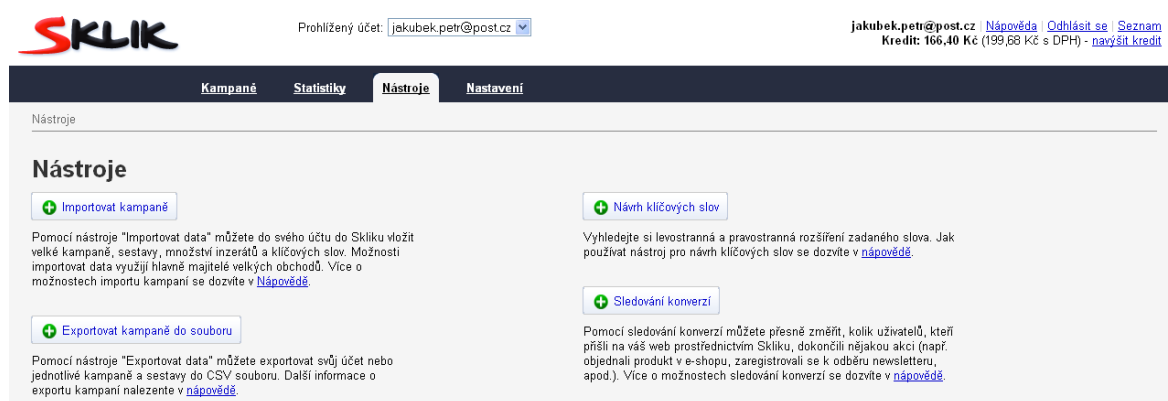 SKLIK
Prohlížený účet: jakubek.petr@post.cz
jakubek.petr@post.cz | Nápověda | Odhlásit se | Seznam
Kredit: 166,40 Kč (199,68 Kč s DPH) - navýšit kredit
Kampaně Statistiky Nástroje Nastavení
Nástroje
Nástroje
Importovat kampaně
Pomocí nástroje "Importovat data" můžete do svého účtu do Skliku vložit
velké kampaně, sestavy, množství inzerátů a klíčových slov. Možnosti
importovat data využijí hlavně majitelé velkých obchodů. Více o
možnostech importu kampaní se dozvíte v Nápovědě.
Exportovat kampaně do souboru
Pomocí nástroje "Exportovat data" můžete exportovat svůj účet nebo
jednotlivé kampaně a sestavy do CSV souboru. Další informace o
exportu kampaní nalezente v nápovědě.
Návrh klíčových slov
Vyhledejte si levostranná a pravostranná rozšíření zadaného slova. Jak
používat nástroj pro návrh klíčových slov se dozvíte v nápovědě.
Sledování konverzí
Pomocí sledování konverzí můžete přesně změřit, kolik uživatelů, kteří
přišli na váš web prostřednictvím Skliku, dokončili nějakou akci (např.
objednali produkt v e-shopu, zaregistrovali se k odběru newsletteru,
apod.). Více o možnostech sledování konverzí se dozvíte v nápovědě.